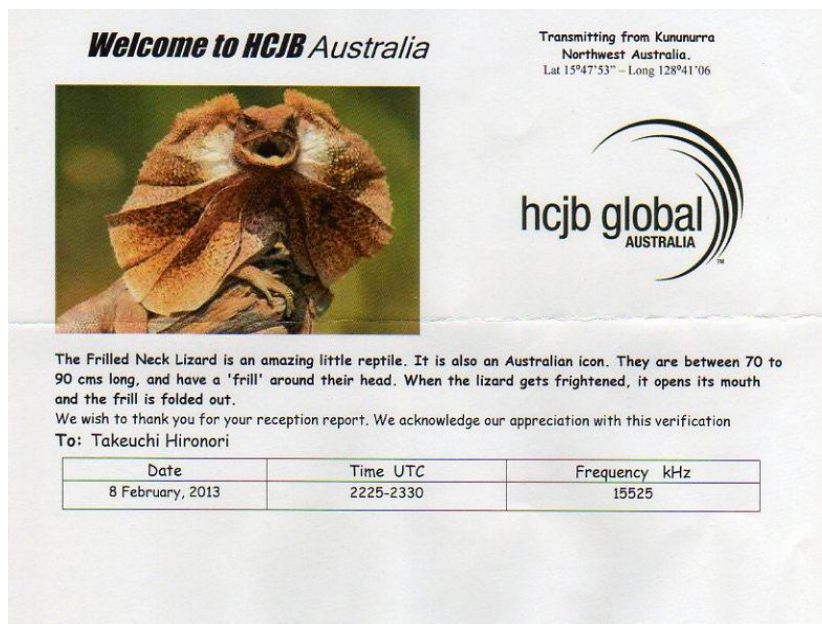 Welcome to HCJB Australia
Transmitting from Kununurra
Northwest Australia.
Lat 15º47'53" – Long 128º41'06
hcjb global
AUSTRALIA
TM
The Frilled Neck Lizard is an amazing little reptile. It is also an Australian icon. They are between 70 to
90 cms long, and have a 'frill' around their head. When the lizard gets frightened, it opens its mouth
and the frill is folded out.
We wish to thank you for your reception report. We acknowledge our appreciation with this verification
To: Takeuchi Hironori
Date Time UTC Frequency kHz
8 February, 2013 2225-2330 15525